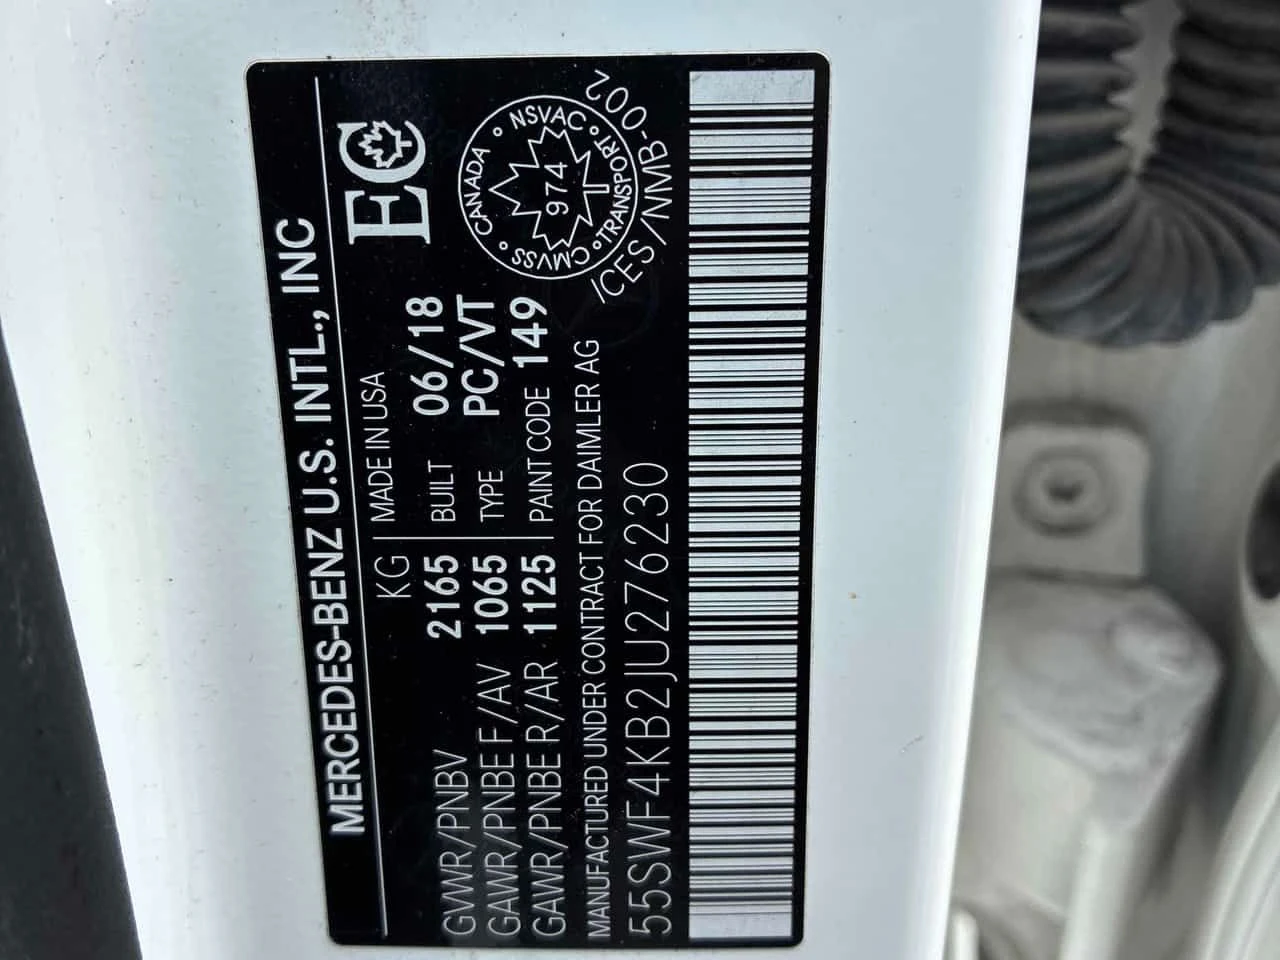 MERCEDES-BENZ U.S. INTL., INC
KG MADE IN USA
GVWR/PNBV 2165 BUILT 06/18
GAWR/PNBE F/AV 1065 TYPE PC/VT
GAWR/PNBE R/AR 1125 PAINT CODE 149
MANUFACTURED UNDER CONTRACT FOR DAIMLER AG
55SWF4KB2JU276230
EC
CMVSS • CANADA • NSVAC • TRANSPORT •
974
ICES/NMB-002